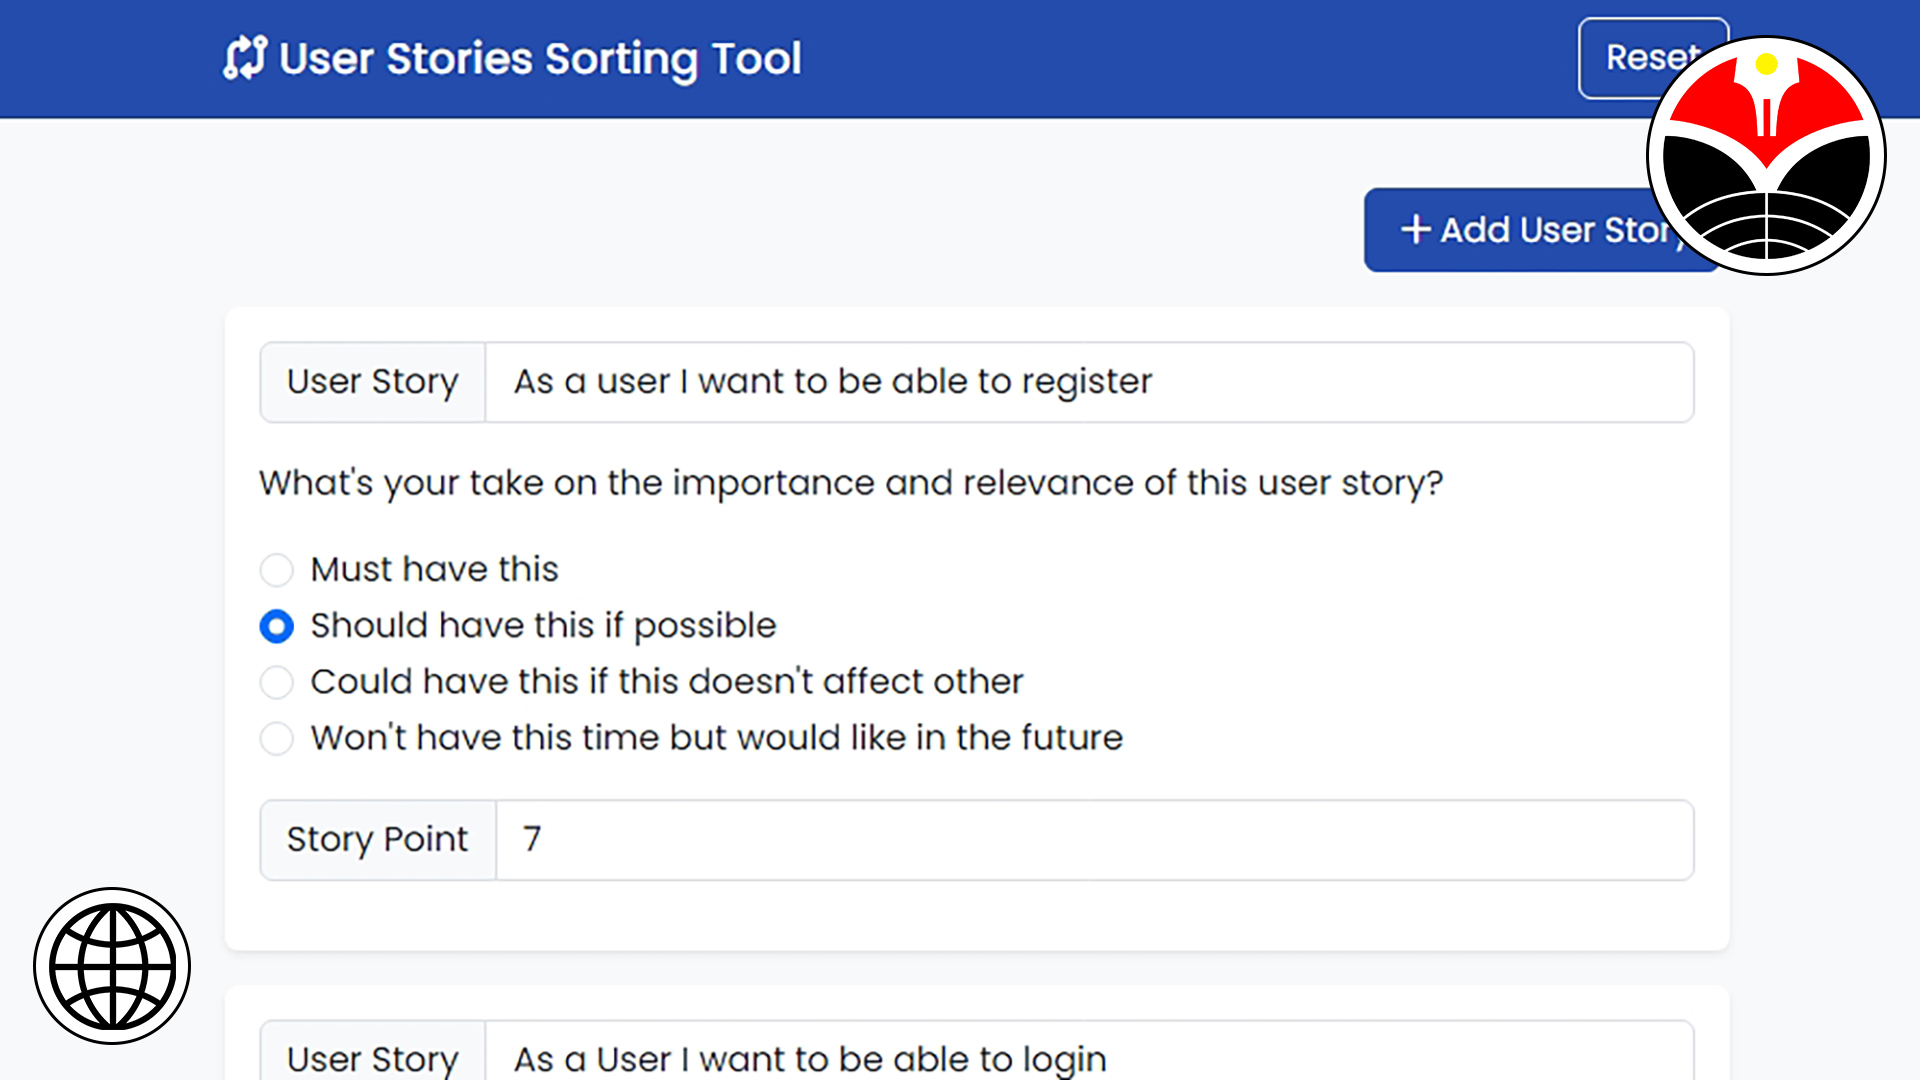 User Stories Sorting Tool
Reset
+ Add User Story
User Story
As a user I want to be able to register
What's your take on the importance and relevance of this user story?
Must have this
Should have this if possible
Could have this if this doesn't affect other
Won't have this time but would like in the future
Story Point
7
User Story
As a User I want to be able to login